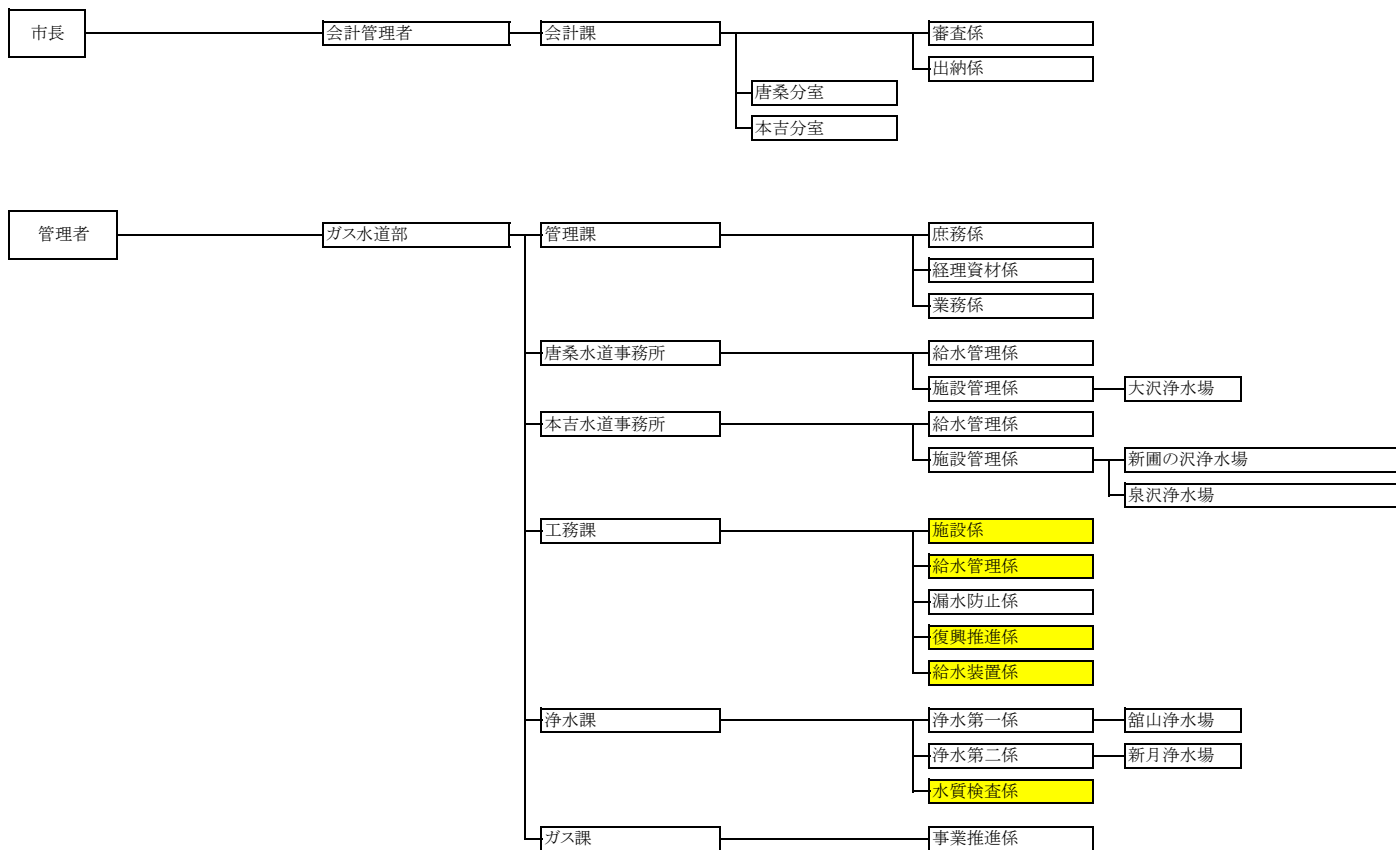 市長
会計管理者
会計課
審査係
出納係
唐桑分室
本吉分室
管理者
ガス水道部
管理課
庶務係
経理資材係
業務係
唐桑水道事務所
給水管理係
施設管理係
大沢浄水場
本吉水道事務所
給水管理係
施設管理係
新圃の沢浄水場
泉沢浄水場
工務課
施設係
給水管理係
漏水防止係
復興推進係
給水装置係
浄水課
浄水第一係
舘山浄水場
浄水第二係
新月浄水場
水質検査係
ガス課
事業推進係